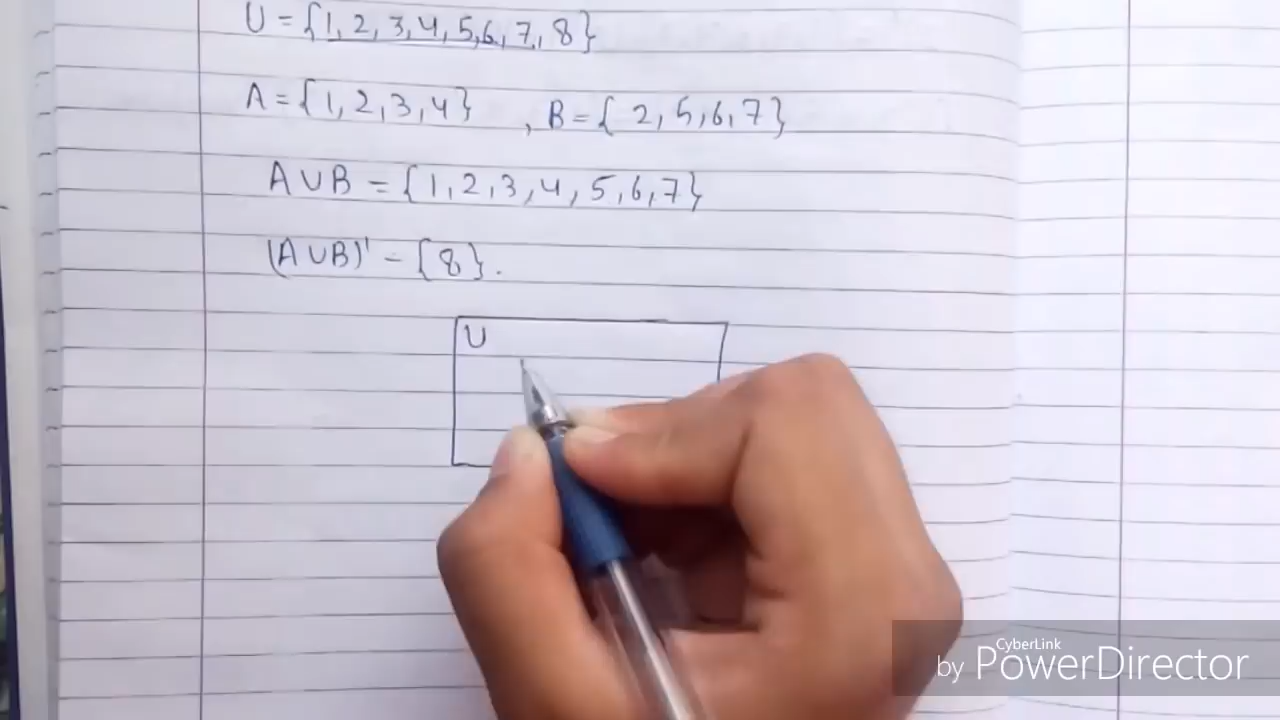 U = {1, 2, 3, 4, 5, 6, 7, 8}
A = {1, 2, 3, 4} , B = { 2, 5, 6, 7}
A ∪ B = {1, 2, 3, 4, 5, 6, 7}
(A ∪ B)' = {8}.
U
CyberLink
by PowerDirector